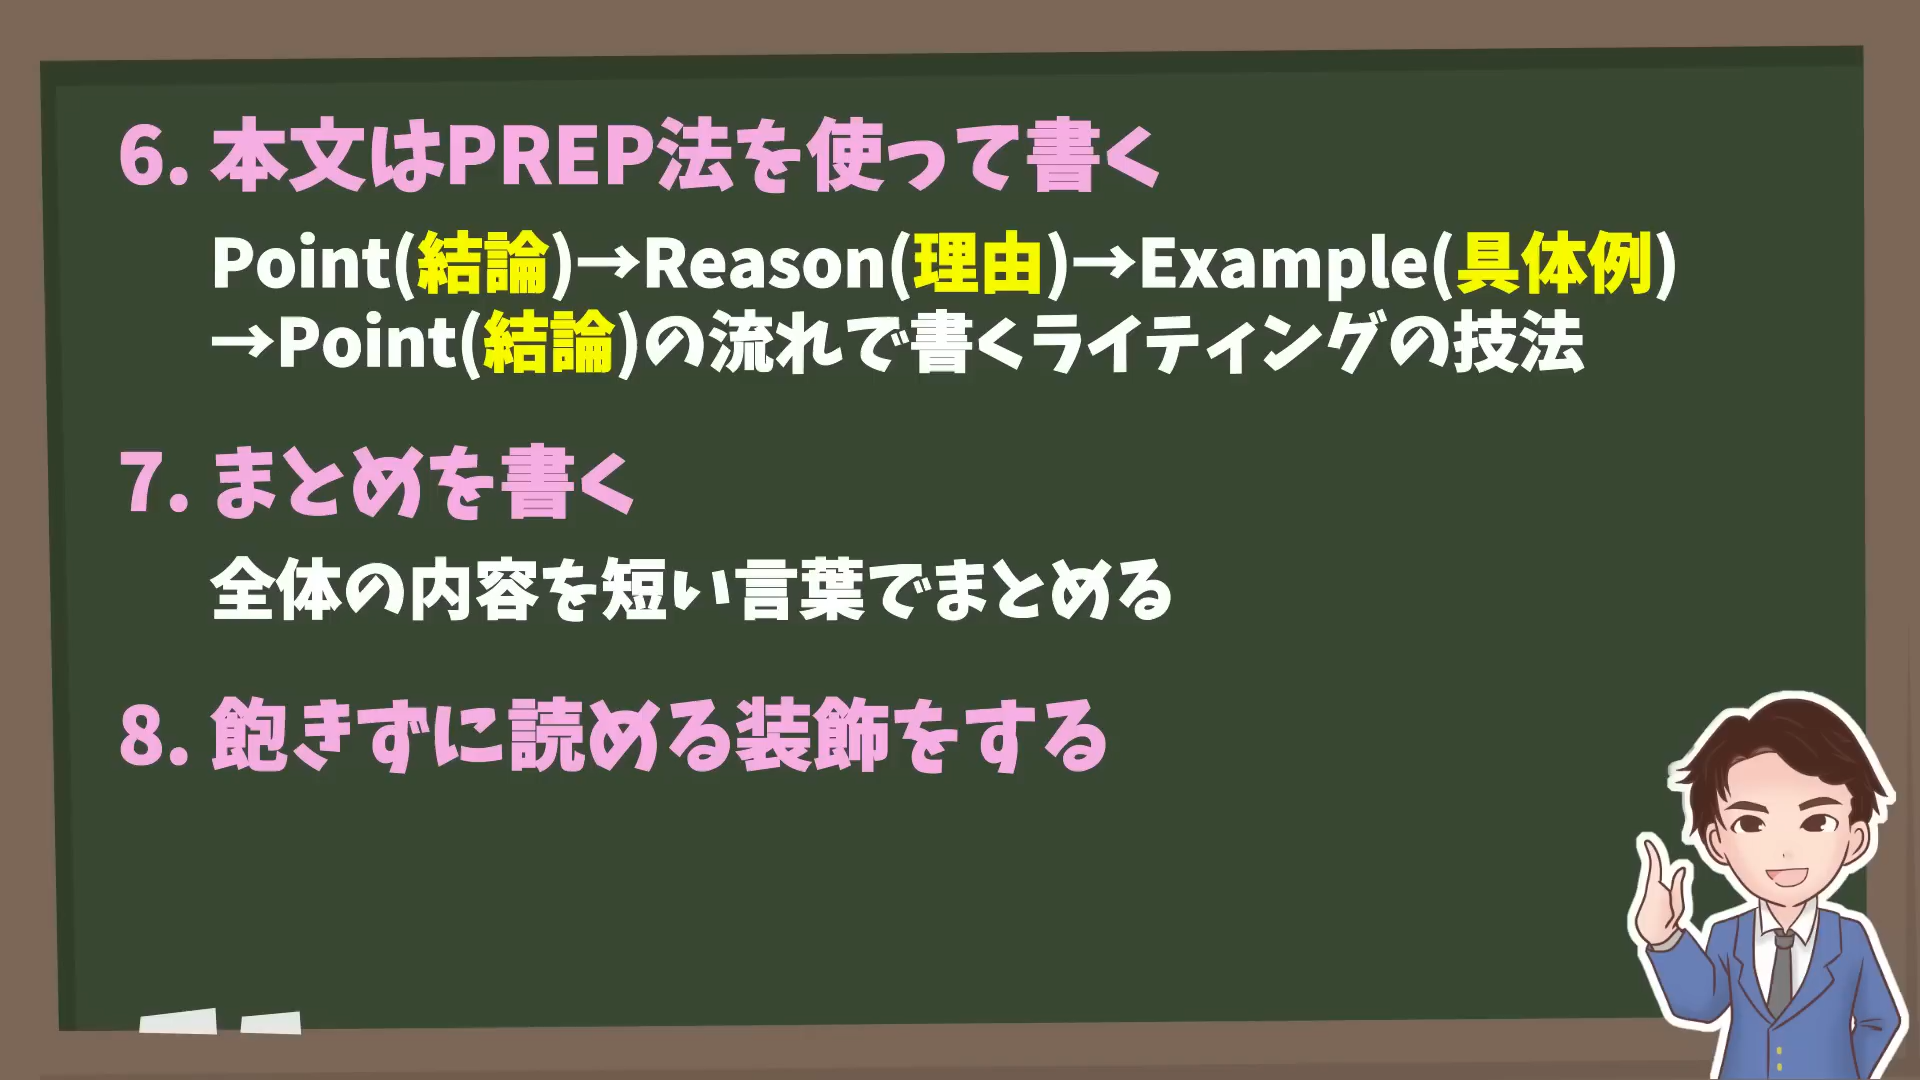 6. 本文はPREP法を使って書く
Point(結論)→Reason(理由)→Example(具体例)
→Point(結論)の流れで書くライティングの技法
7. まとめを書く
全体の内容を短い言葉でまとめる
8. 飽きずに読める装飾をする